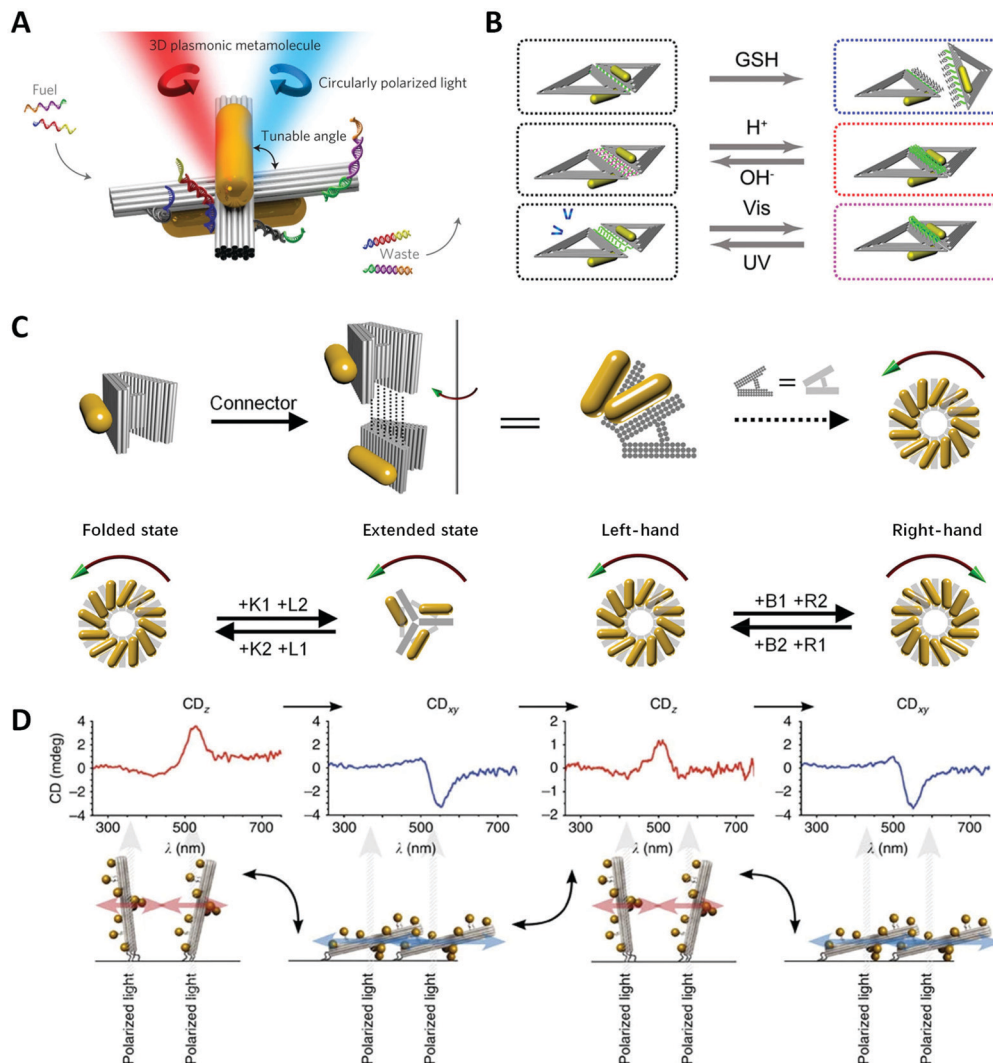 A
3D plasmonic metamolecule
Circularly polarized light
Fuel
Tunable angle
Waste
B
GSH
H⁺
OH⁻
Vis
UV
C
Connector
=
=
Folded state
Extended state
Left-hand
Right-hand
+K1 +L2
+K2 +L1
+B1 +R2
+B2 +R1
D
CDz
CDxy
CDz
CDxy
CD (mdeg)
4
2
0
−2
−4
300 500 700
λ (nm)
4
2
0
−2
−4
300 500 700
λ (nm)
2
1
0
−1
−2
300 500 700
λ (nm)
4
2
0
−2
−4
300 500 700
λ (nm)
Polarized light
Polarized light
Polarized light
Polarized light
Polarized light
Polarized light
Polarized light
Polarized light